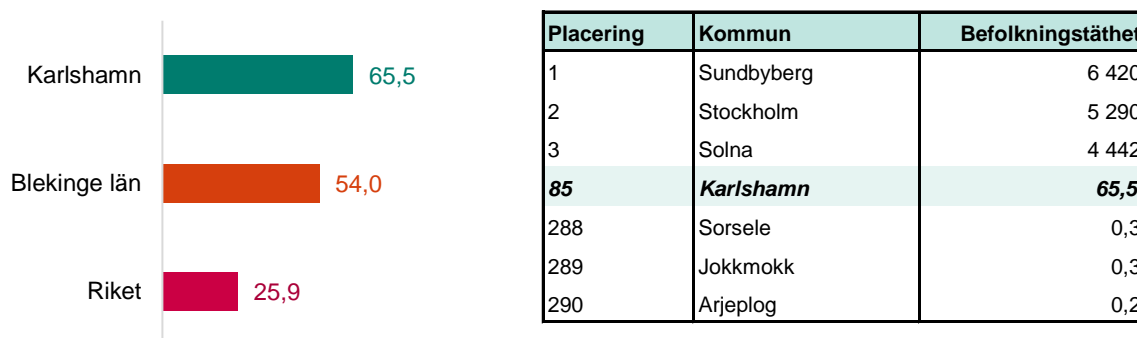 Karlshamn 65,5
Blekinge län 54,0
Riket 25,9
Placering Kommun Befolkningstäthet
1 Sundbyberg 6 420
2 Stockholm 5 290
3 Solna 4 442
85 Karlshamn 65,5
288 Sorsele 0,3
289 Jokkmokk 0,3
290 Arjeplog 0,2